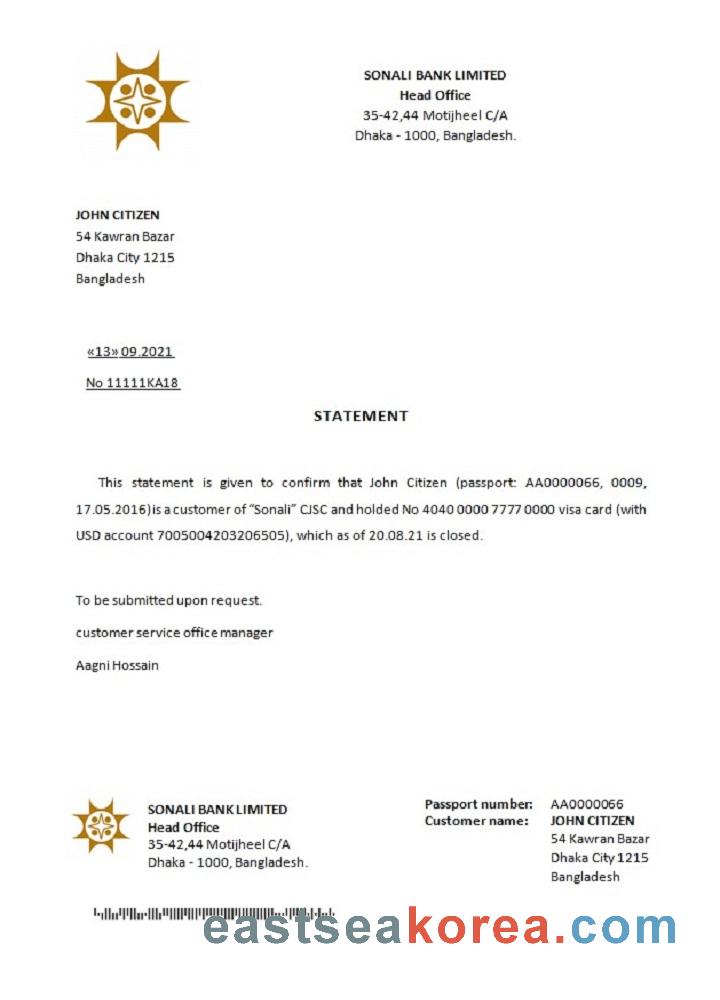 SONALI BANK LIMITED
Head Office
35-42,44 Motijheel C/A
Dhaka - 1000, Bangladesh.
JOHN CITIZEN
54 Kawran Bazar
Dhaka City 1215
Bangladesh
«13» 09.2021
No 11111KA18
STATEMENT
This statement is given to confirm that John Citizen (passport: AA0000066, 0009,
17.05.2016)is a customer of “Sonali” CJSC and holded No 4040 0000 7777 0000 visa card (with
USD account 7005004203206505), which as of 20.08.21 is closed.
To be submitted upon request.
customer service office manager
Aagni Hossain
SONALI BANK LIMITED
Head Office
35-42,44 Motijheel C/A
Dhaka - 1000, Bangladesh.
Passport number: AA0000066
Customer name: JOHN CITIZEN
54 Kawran Bazar
Dhaka City 1215
Bangladesh
eastseakorea.com